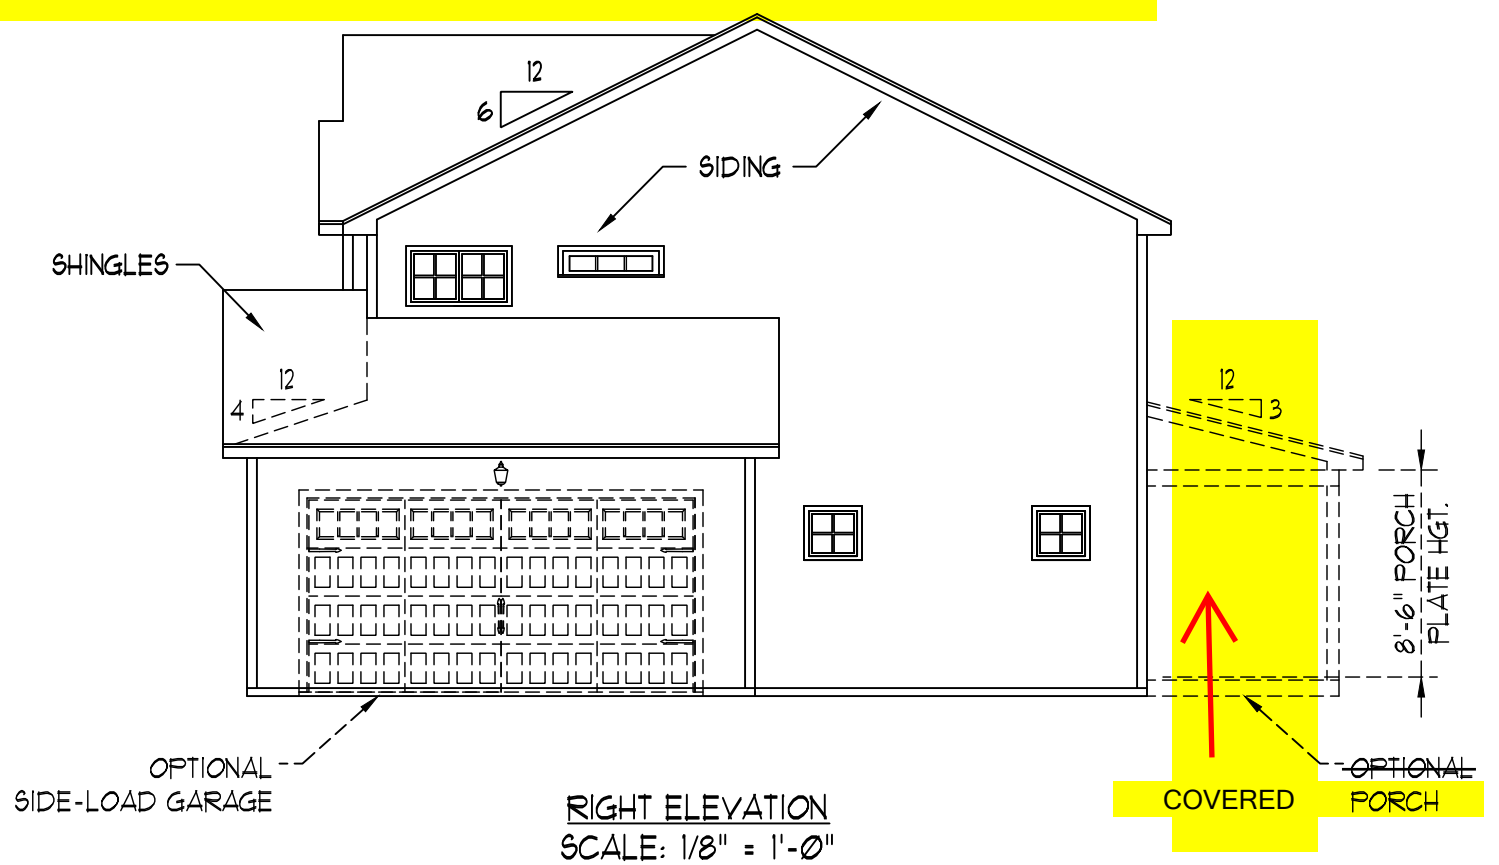 12
6
SIDING
SHINGLES
12
4
12
3
8'-6" PORCH
PLATE HGT.
OPTIONAL
SIDE-LOAD GARAGE
OPTIONAL
COVERED PORCH
RIGHT ELEVATION
SCALE: 1/8" = 1'-0"